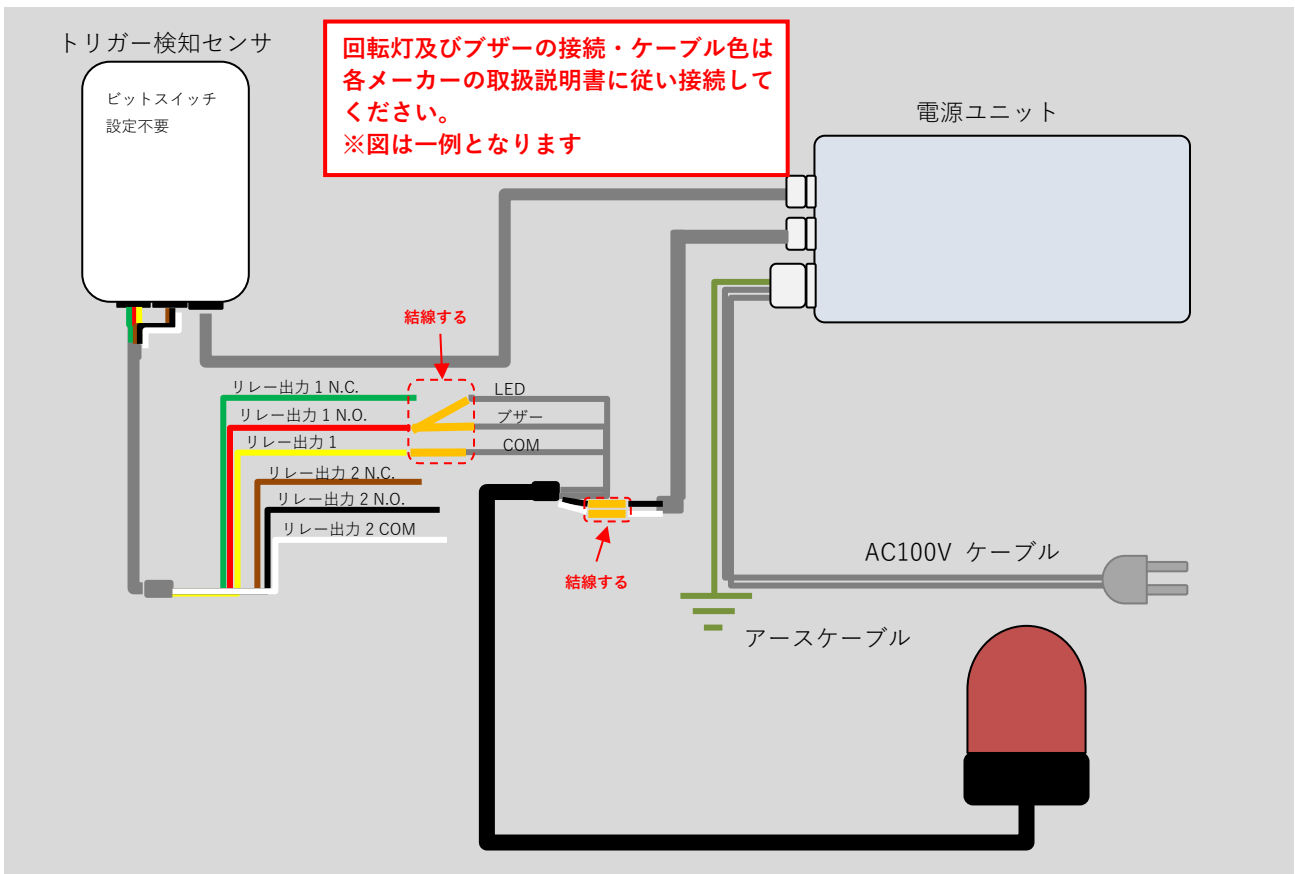 トリガー検知センサ
ビットスイッチ
設定不要
回転灯及びブザーの接続・ケーブル色は
各メーカーの取扱説明書に従い接続して
ください。
※図は一例となります
電源ユニット
結線する
リレー出力 1 N.C.
LED
リレー出力 1 N.O.
ブザー
リレー出力 1
COM
リレー出力 2 N.C.
リレー出力 2 N.O.
リレー出力 2 COM
結線する
AC100V ケーブル
アースケーブル